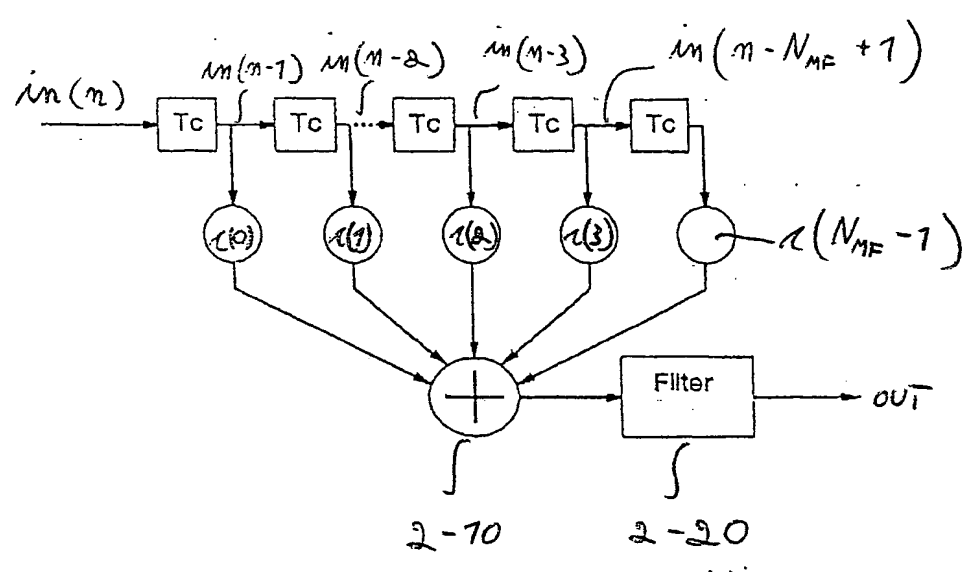 in(n)
in(n-1)
in(n-2)
in(n-3)
in(n-N_MF+1)
Tc
Tc
Tc
Tc
Tc
r(0)
r(1)
r(2)
r(3)
r(N_MF-1)
Filter
OUT
2-10
2-20